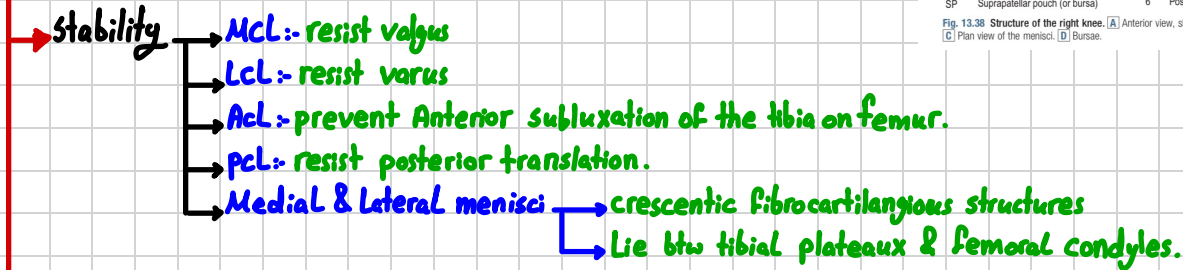 SP Suprapatellar pouch (or bursa) 6 Pos
Fig. 13.38 Structure of the right knee. A Anterior view, s
C Plan view of the menisci. D Bursae.
Stability
MCL:- resist valgus
LCL:- resist varus
ACL:- prevent Anterior subluxation of the tibia on femur.
PCL:- resist posterior translation.
Medial & Lateral menisci
crescentic fibrocartilangious structures
Lie btw tibial plateaux & femoral condyles.